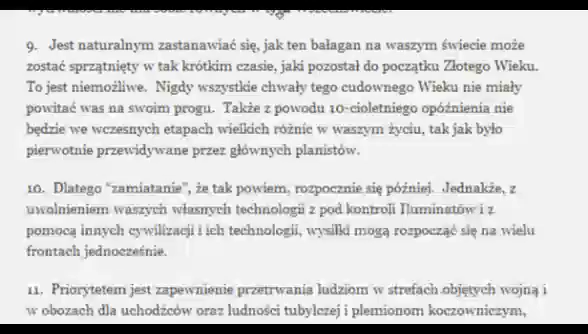 9. Jest naturalnym zastanawiać się, jak ten bałagan na waszym świecie może
zostać sprzątnięty w tak krótkim czasie, jaki pozostał do początku Złotego Wieku.
To jest niemożliwe. Nigdy wszystkie chwały tego cudownego Wieku nie miały
powitać was na swoim progu. Także z powodu 10-cioletniego opóźnienia nie
będzie we wczesnych etapach wielkich różnic w waszym życiu, tak jak było
pierwotnie przewidywane przez głównych planistów.
10. Dlatego "zamiatanie", że tak powiem, rozpocznie się później. Jednakże, z
uwolnieniem waszych własnych technologii z pod kontroli Iluminatów i z
pomocą innych cywilizacji i ich technologii, wysiłki mogą rozpocząć się na wielu
frontach jednocześnie.
11. Priorytetem jest zapewnienie przetrwania ludziom w strefach objętych wojną i
w obozach dla uchodźców oraz ludności tubylczej i plemionom koczowniczym,